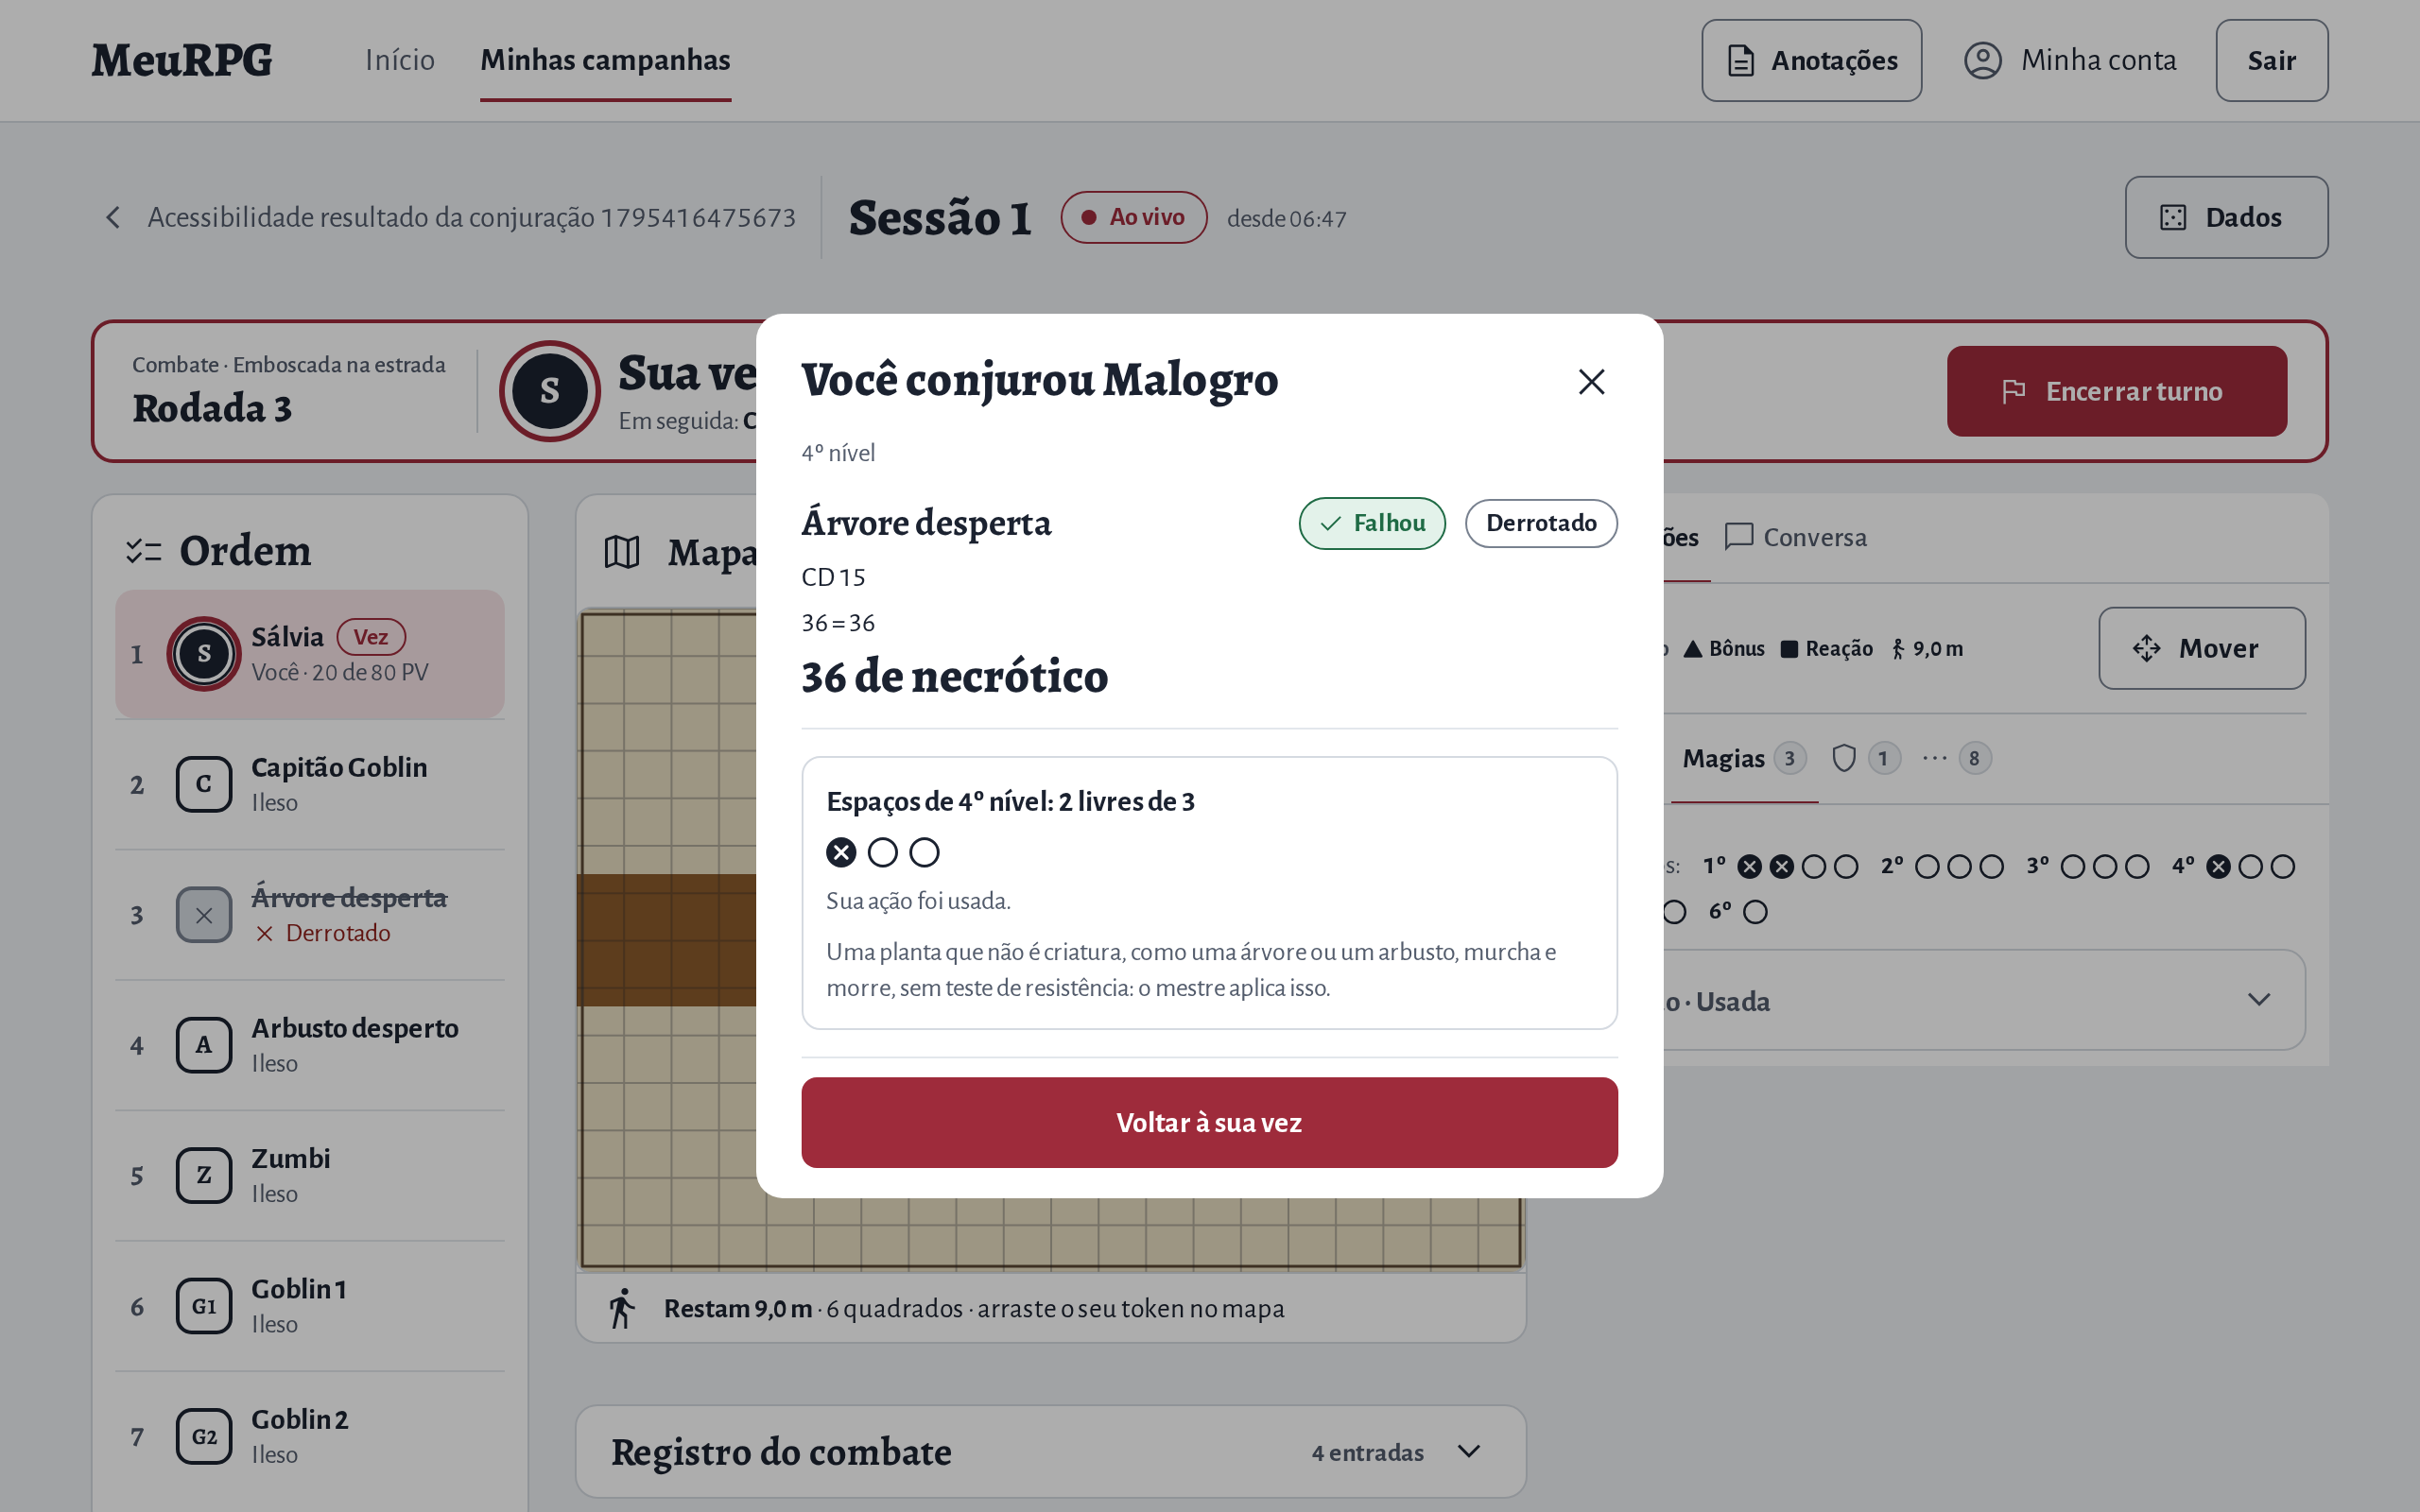 MeuRPG
Início
Minhas campanhas
Anotações
Minha conta
Sair
Acessibilidade resultado da conjuração 1795416475673
Sessão 1
Ao vivo
desde 06:47
Dados
Combate · Emboscada na estrada
Rodada 3
S
Sua ve
Em seguida: C
Encerrar turno
Você conjurou Malogro
4º nível
Árvore desperta
Falhou
Derrotado
CD 15
36 = 36
36 de necrótico
Espaços de 4º nível: 2 livres de 3
Sua ação foi usada.
Uma planta que não é criatura, como uma árvore ou um arbusto, murcha e
morre, sem teste de resistência: o mestre aplica isso.
Voltar à sua vez
Ordem
1
S
Sálvia
Vez
Você · 20 de 80 PV
2
C
Capitão Goblin
Ileso
3
Árvore desperta
Derrotado
4
A
Arbusto desperto
Ileso
5
Z
Zumbi
Ileso
6
G1
Goblin 1
Ileso
7
G2
Goblin 2
Ileso
Mapa
Restam 9,0 m · 6 quadrados · arraste o seu token no mapa
Registro do combate
4 entradas
ões
Conversa
o
Bônus
Reação
9,0 m
Mover
Magias 3
1
··· 8
s:
1º
2º
3º
4º
6º
o · Usada